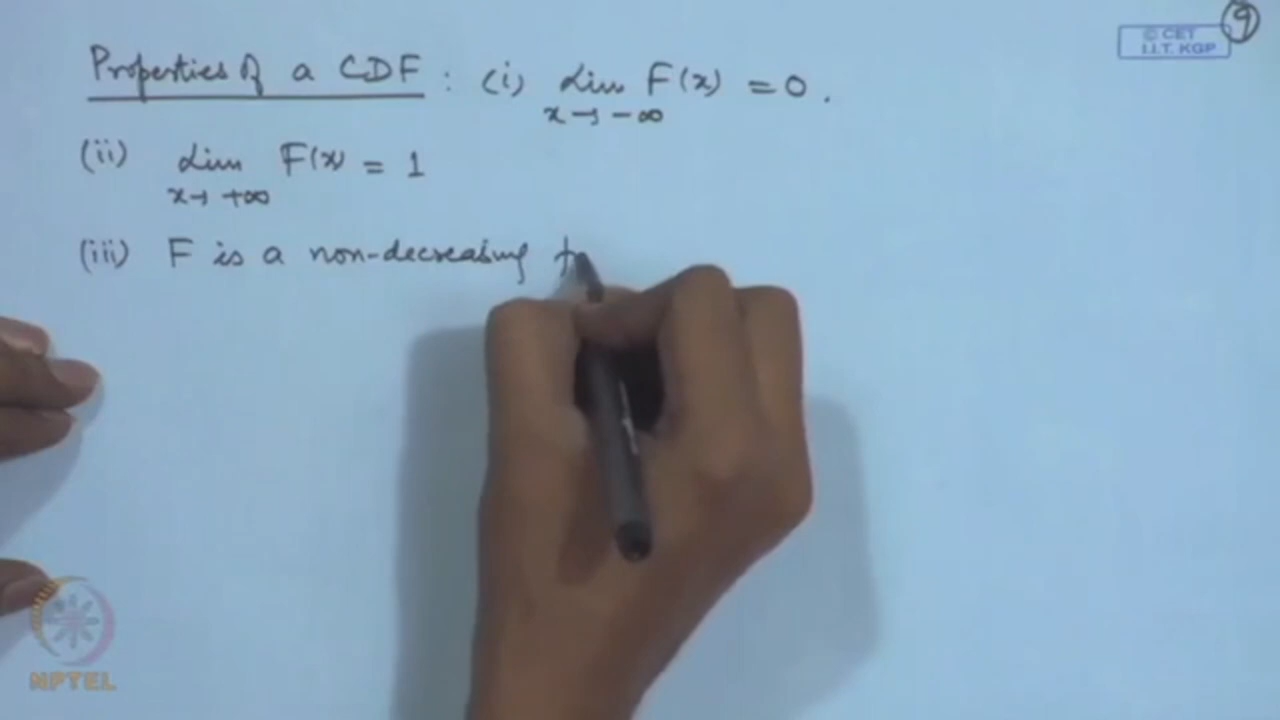 Properties of a CDF : (i) Lim F(x) = 0 .
x→ -∞
(ii) Lim F(x) = 1
x→ +∞
(iii) F is a non-decreasing
© CET
I.I.T. KGP
9
NPTEL